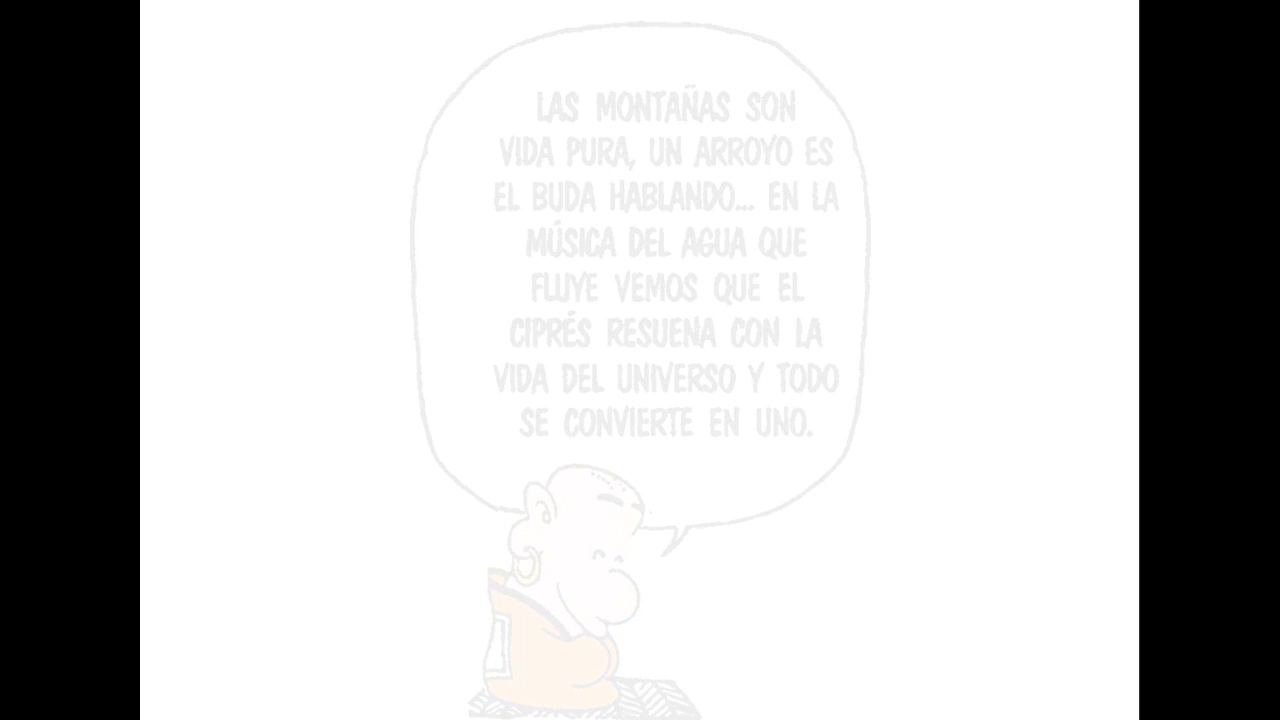 LAS MONTAÑAS SON
VIDA PURA, UN ARROYO ES
EL BUDA HABLANDO... EN LA
MÚSICA DEL AGUA QUE
FLUYE VEMOS QUE EL
CIPRÉS RESUENA CON LA
VIDA DEL UNIVERSO Y TODO
SE CONVIERTE EN UNO.